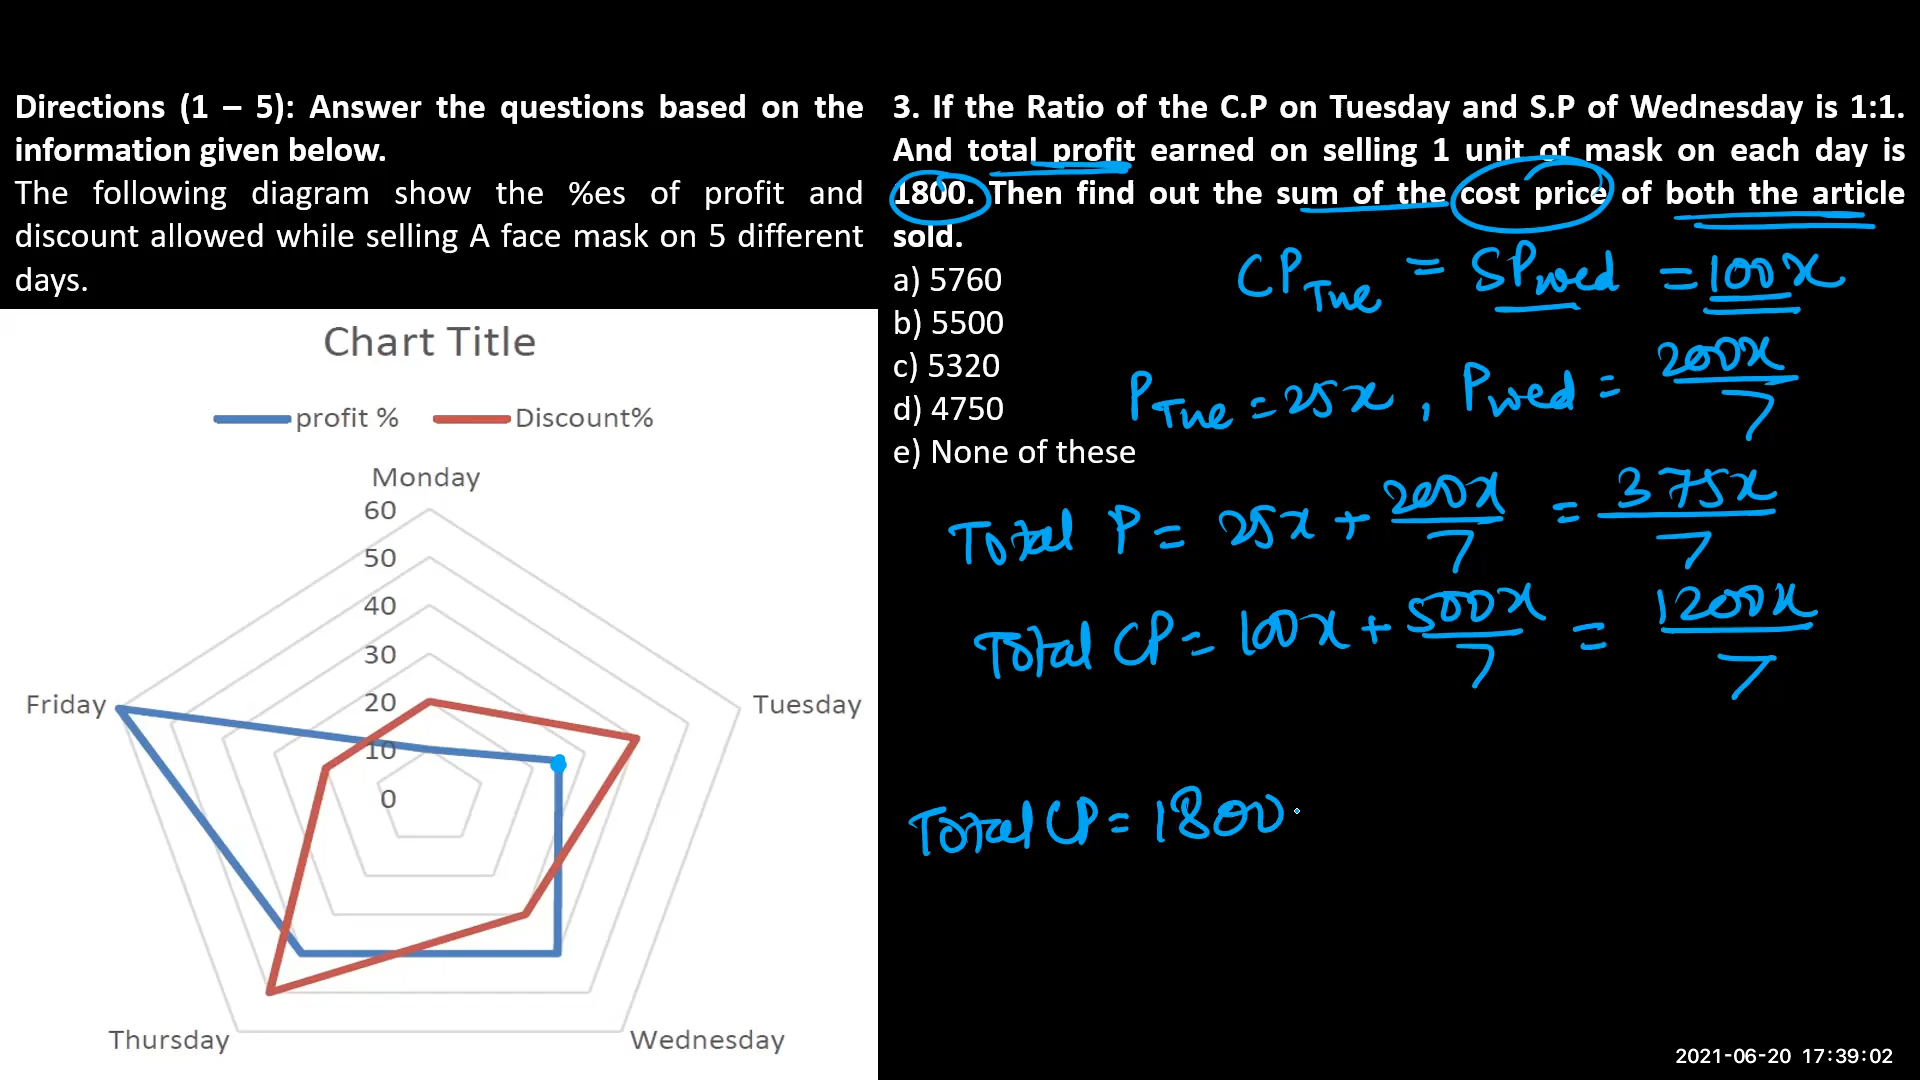 Directions (1 – 5): Answer the questions based on the
information given below.
The following diagram show the %es of profit and
discount allowed while selling A face mask on 5 different
days.
Chart Title
profit %
Discount%
Monday
60
50
40
30
20
10
0
Friday
Tuesday
Thursday
Wednesday
3. If the Ratio of the C.P on Tuesday and S.P of Wednesday is 1:1.
And total profit earned on selling 1 unit of mask on each day is
1800. Then find out the sum of the cost price of both the article
sold.
a) 5760
b) 5500
c) 5320
d) 4750
e) None of these
CP Tue = SP wed = 100x
P Tue = 25x , P wed = 200x/7
Total P = 25x + 200x/7 = 375x/7
Total CP = 100x + 500x/7 = 1200x/7
Total CP = 1800
2021-06-20 17:39:02